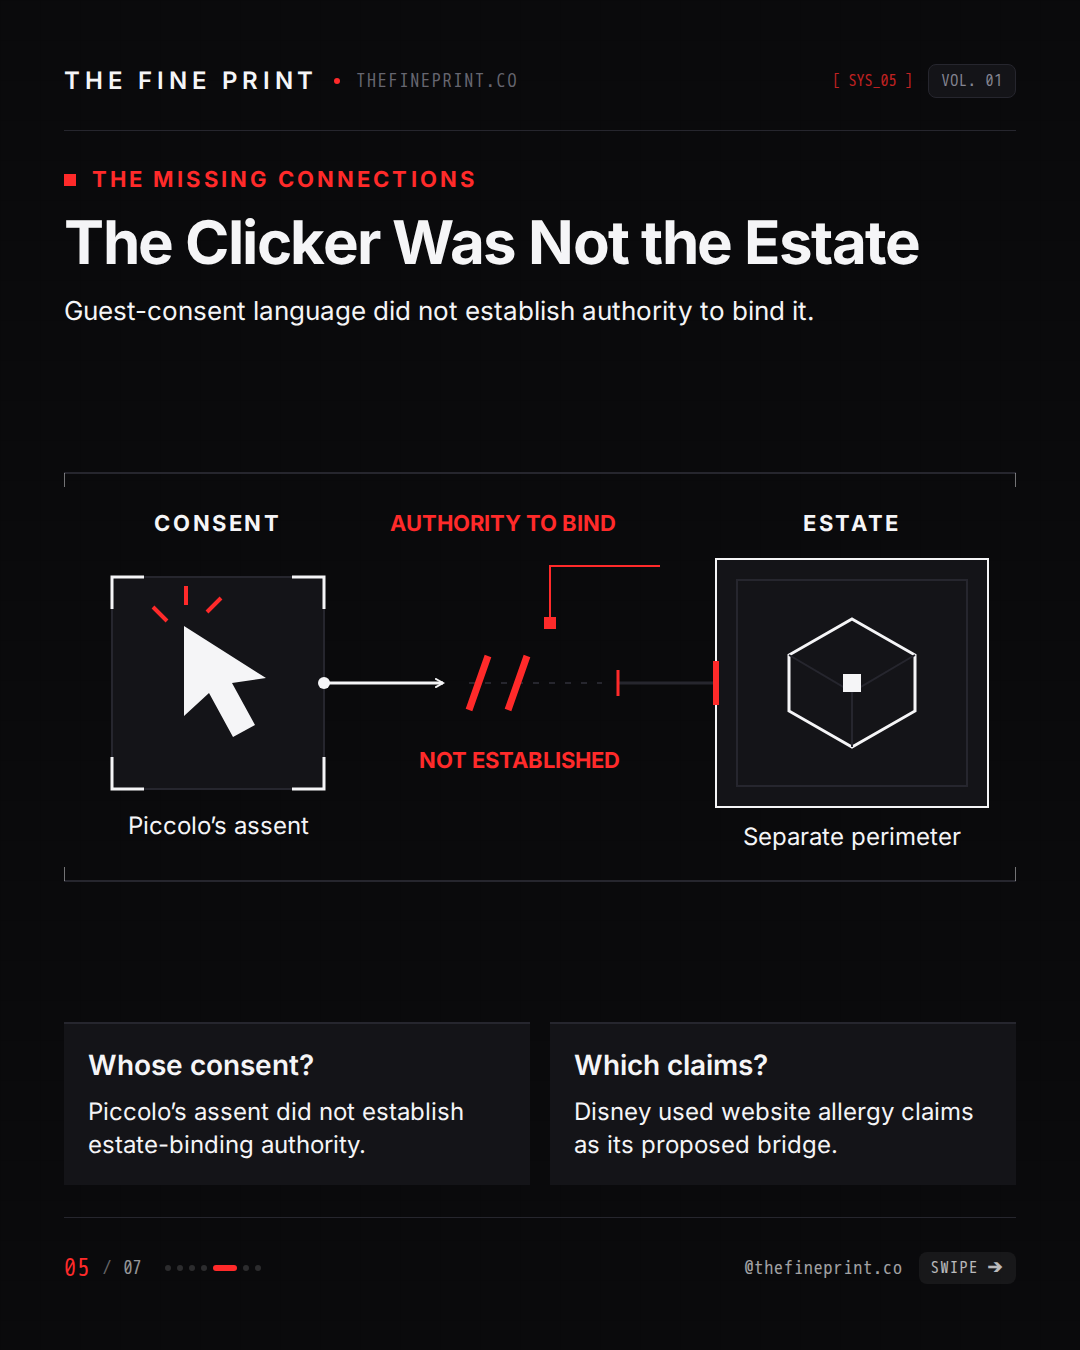 THE FINE PRINT • THEFINEPRINT.CO
[ SYS_05 ] VOL. 01
THE MISSING CONNECTIONS
The Clicker Was Not the Estate
Guest-consent language did not establish authority to bind it.
CONSENT
AUTHORITY TO BIND
ESTATE
NOT ESTABLISHED
Piccolo’s assent
Separate perimeter
Whose consent?
Piccolo’s assent did not establish
estate-binding authority.
Which claims?
Disney used website allergy claims
as its proposed bridge.
05 / 07
@thefineprint.co SWIPE ➔